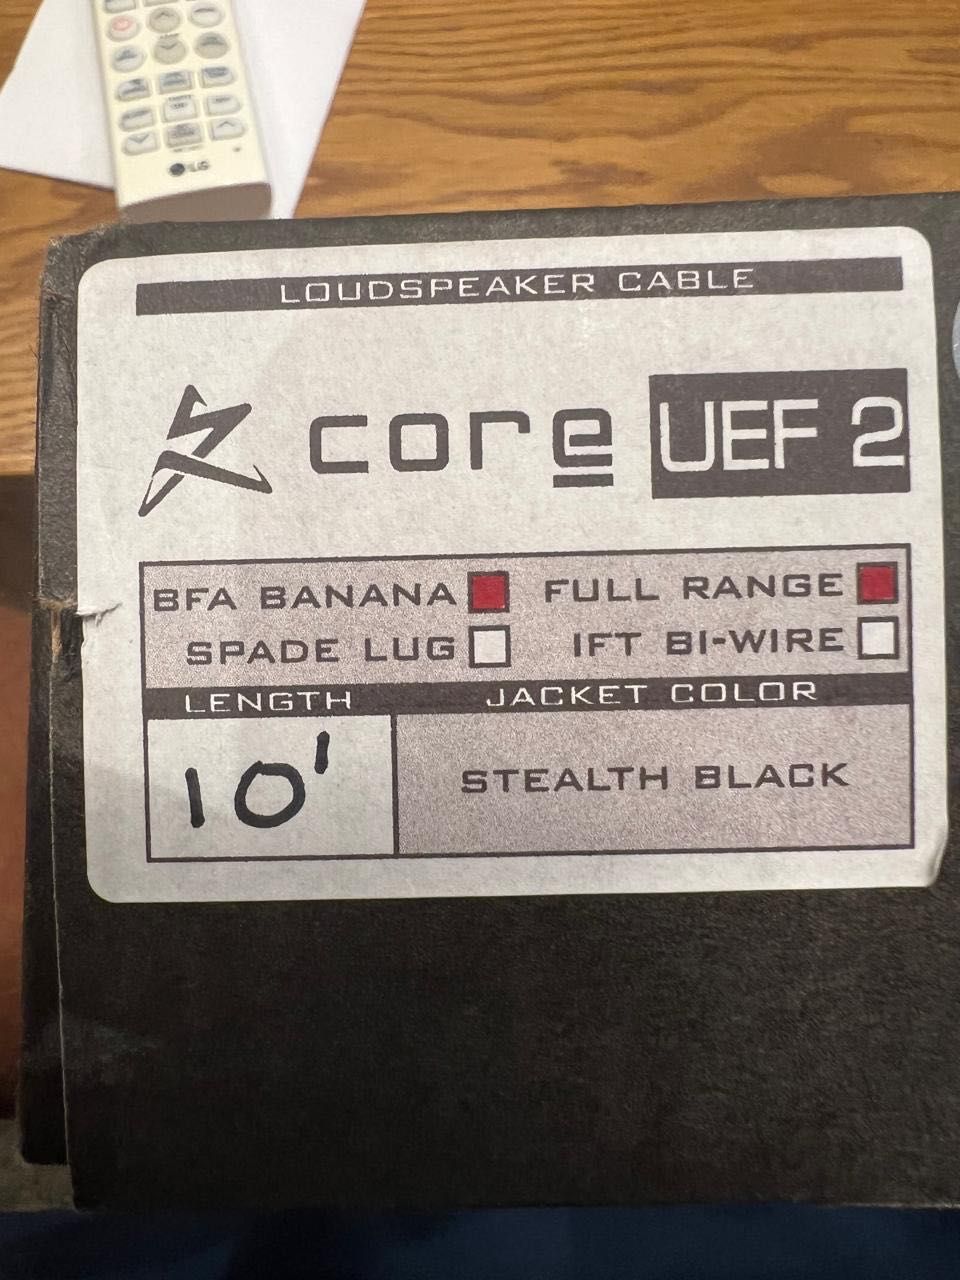 LG
LOUDSPEAKER CABLE
core UEF 2
BFA BANANA FULL RANGE
SPADE LUG IFT BI-WIRE
LENGTH JACKET COLOR
10' STEALTH BLACK